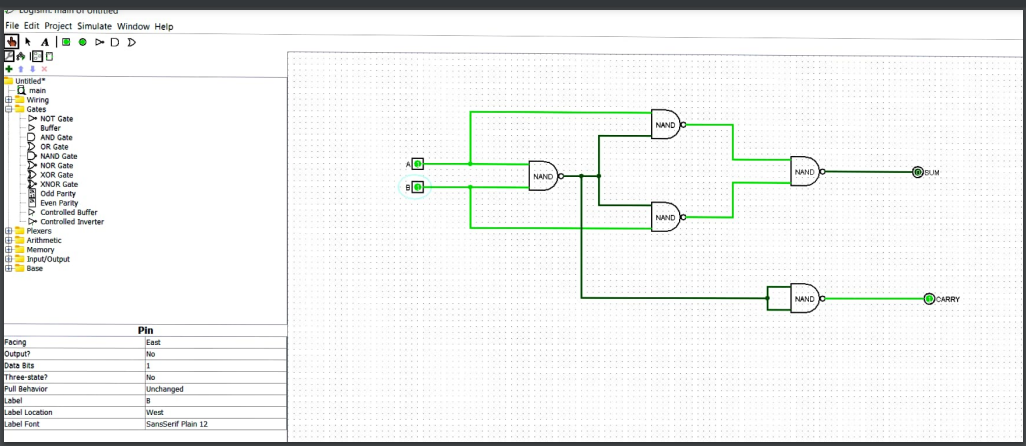 Logisim: main of Untitled
File Edit Project Simulate Window Help
A
Untitled*
main
Wiring
Gates
NOT Gate
Buffer
AND Gate
OR Gate
NAND Gate
NOR Gate
XOR Gate
XNOR Gate
Odd Parity
Even Parity
Controlled Buffer
Controlled Inverter
Plexers
Arithmetic
Memory
Input/Output
Base
Pin
Facing East
Output? No
Data Bits 1
Three-state? No
Pull Behavior Unchanged
Label B
Label Location West
Label Font SansSerif Plain 12
NAND
A
NAND
NAND
SUM
B
NAND
NAND
CARRY